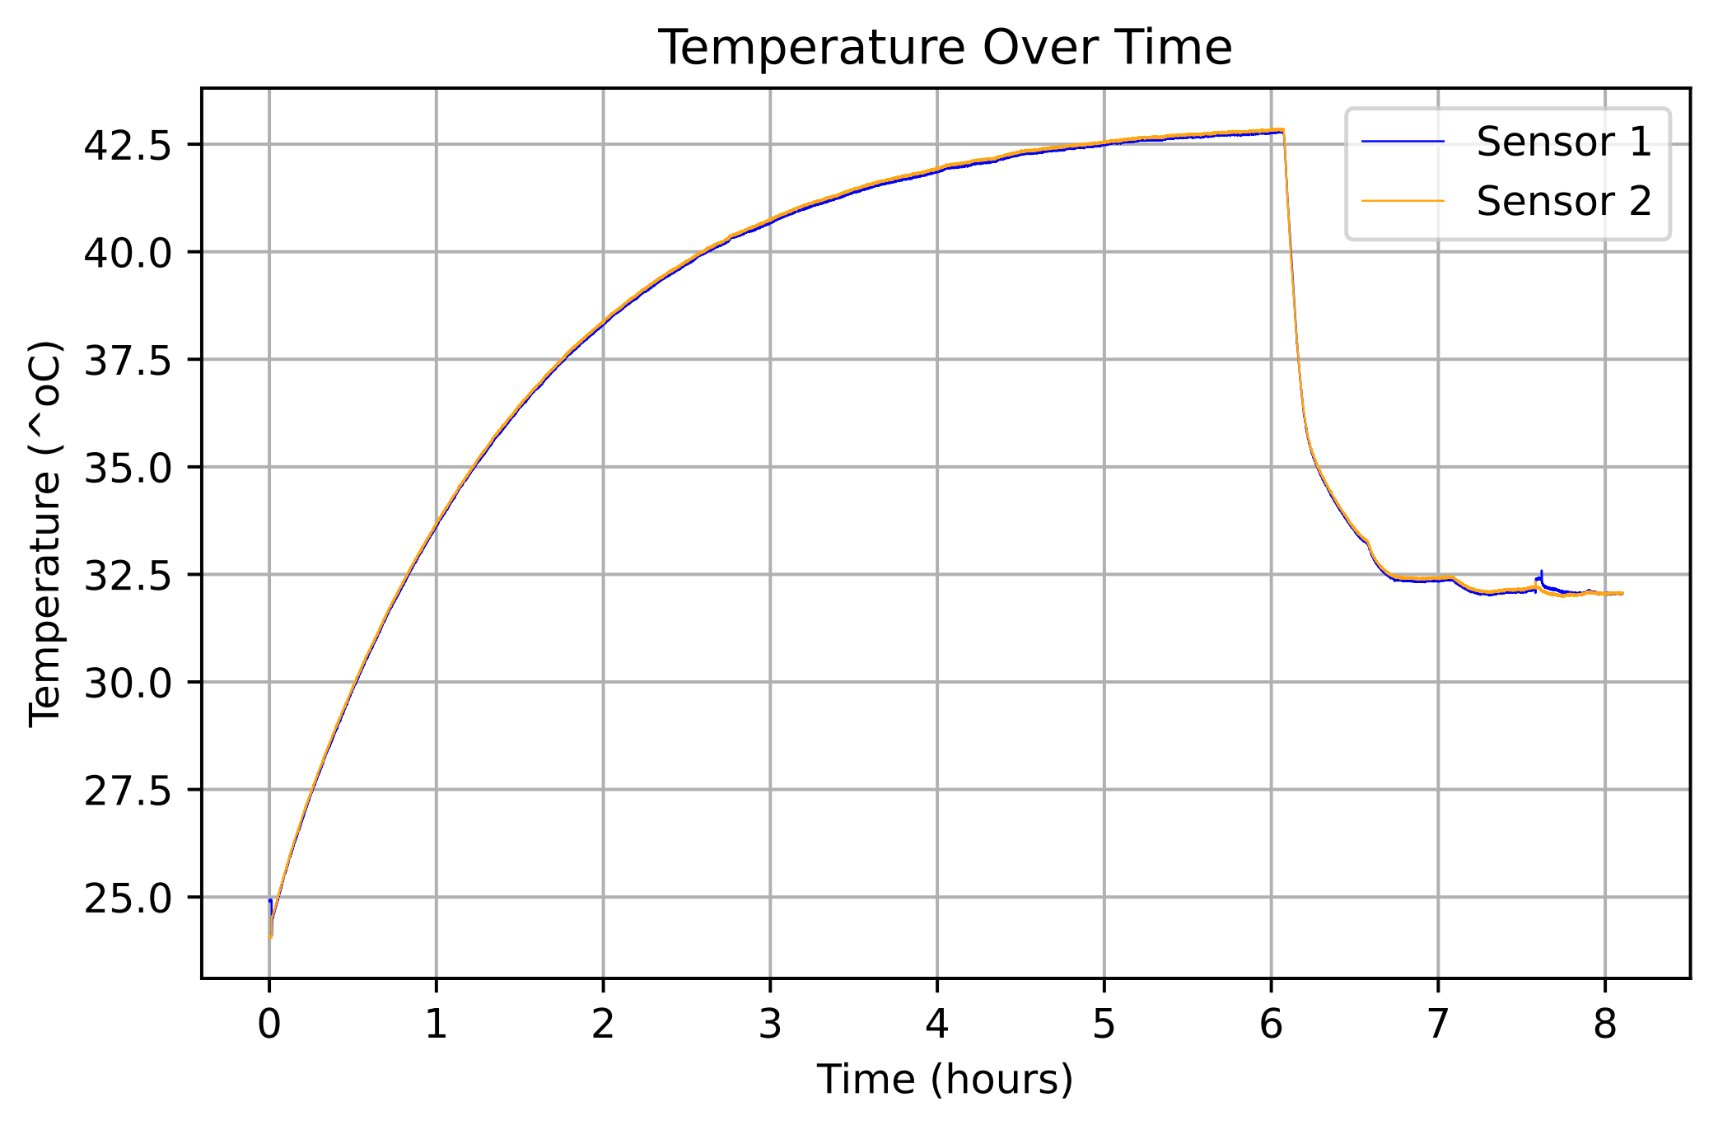 Temperature Over Time
Sensor 1
Sensor 2
42.5
40.0
37.5
35.0
32.5
30.0
27.5
25.0
Temperature (^oC)
0 1 2 3 4 5 6 7 8
Time (hours)